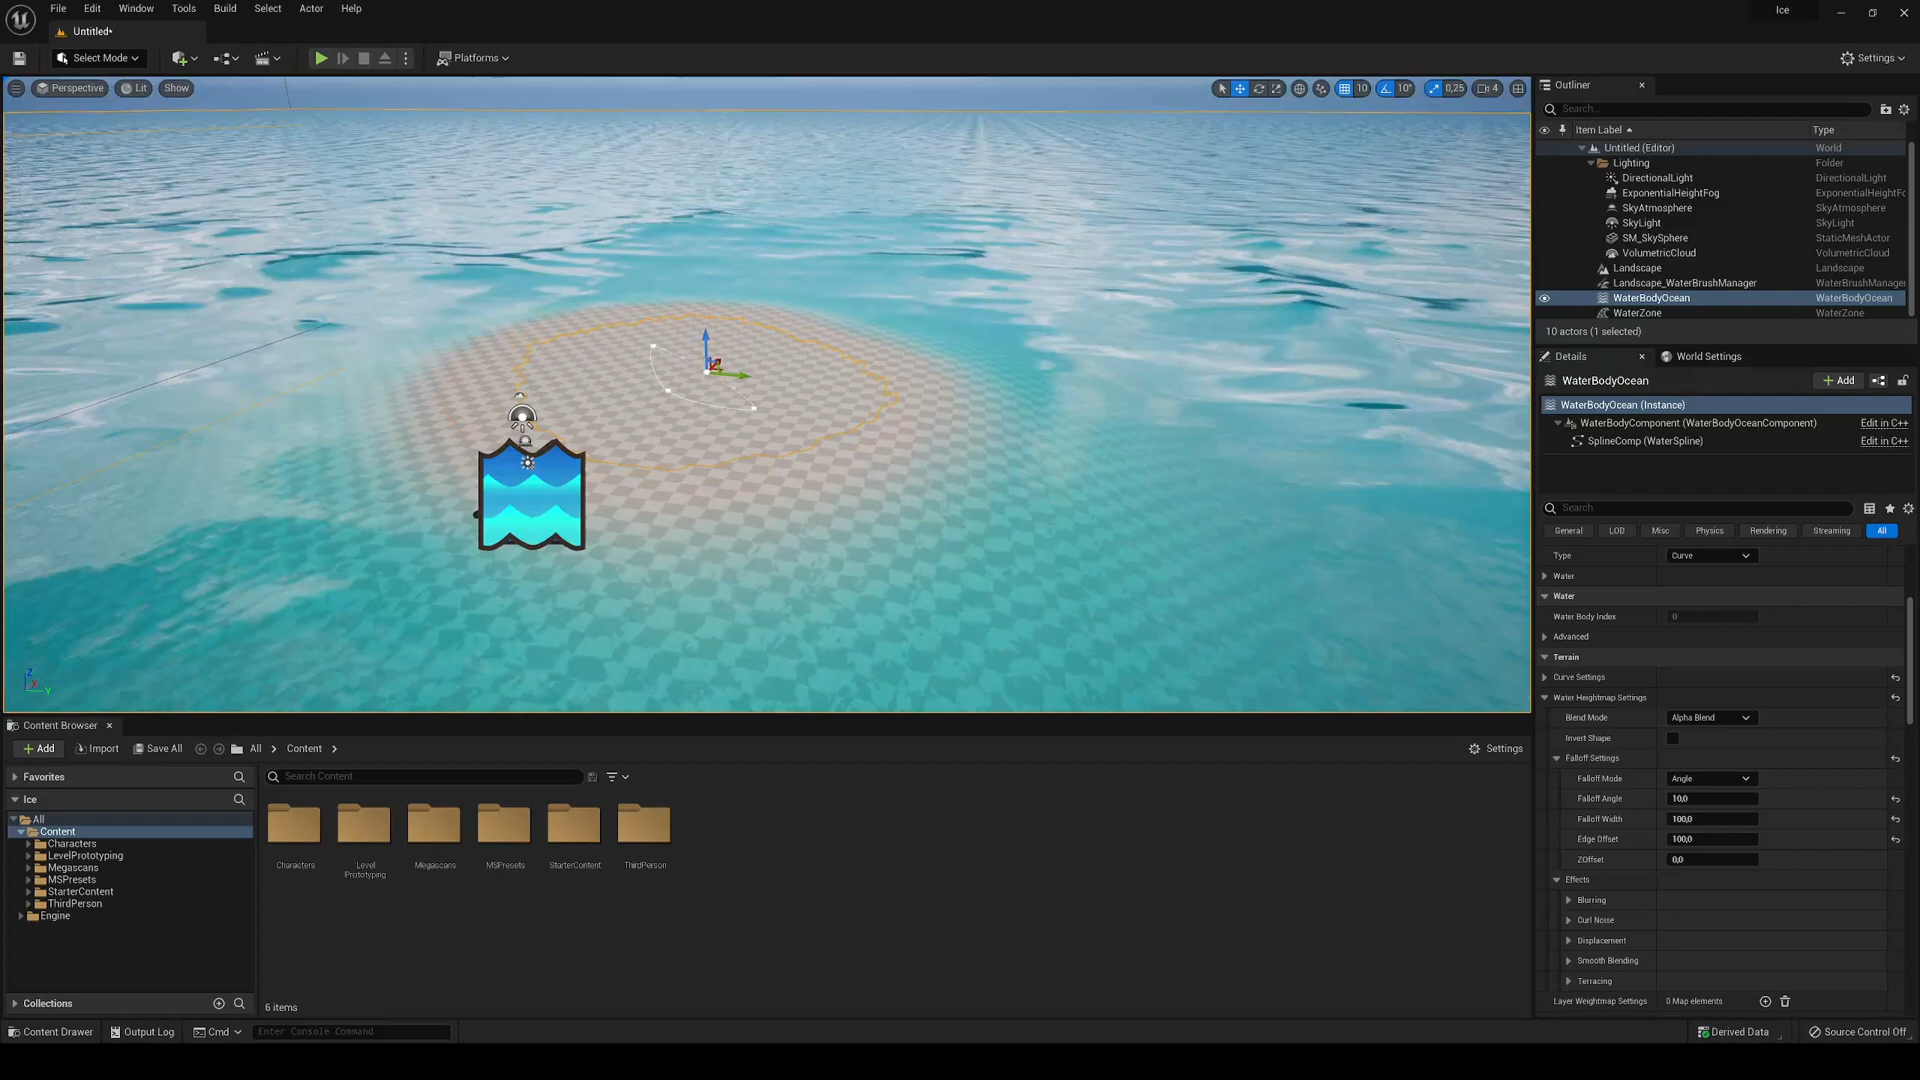 File Edit Window Tools Build Select Actor Help
Ice
Untitled*
Select Mode
Platforms
Settings
Perspective Lit Show
10 10° 0,25 4
Outliner
Search...
Item Label Type
Untitled (Editor) World
Lighting Folder
DirectionalLight DirectionalLight
ExponentialHeightFog ExponentialHeightFo
SkyAtmosphere SkyAtmosphere
SkyLight SkyLight
SM_SkySphere StaticMeshActor
VolumetricCloud VolumetricCloud
Landscape Landscape
Landscape_WaterBrushManager WaterBrushManager
WaterBodyOcean WaterBodyOcean
WaterZone WaterZone
10 actors (1 selected)
Details World Settings
WaterBodyOcean Add
WaterBodyOcean (Instance)
WaterBodyComponent (WaterBodyOceanComponent) Edit in C++
SplineComp (WaterSpline) Edit in C++
Search
General LOD Misc Physics Rendering Streaming All
Type Curve
Water
Water
Water Body Index 0
Advanced
Terrain
Curve Settings
Water Heightmap Settings
Blend Mode Alpha Blend
Invert Shape
Falloff Settings
Falloff Mode Angle
Falloff Angle 10,0
Falloff Width 100,0
Edge Offset 100,0
ZOffset 0,0
Effects
Blurring
Curl Noise
Displacement
Smooth Blending
Terracing
Layer Weightmap Settings 0 Map elements
Z
X
Y
Content Browser
Add Import Save All All Content Settings
Favorites
Search Content
Ice
All
Content
Characters
LevelPrototyping
Megascans
MSPresets
StarterContent
ThirdPerson
Engine
Characters Level Prototyping Megascans MSPresets StarterContent ThirdPerson
Collections
6 items
Content Drawer Output Log Cmd Enter Console Command
Derived Data Source Control Off